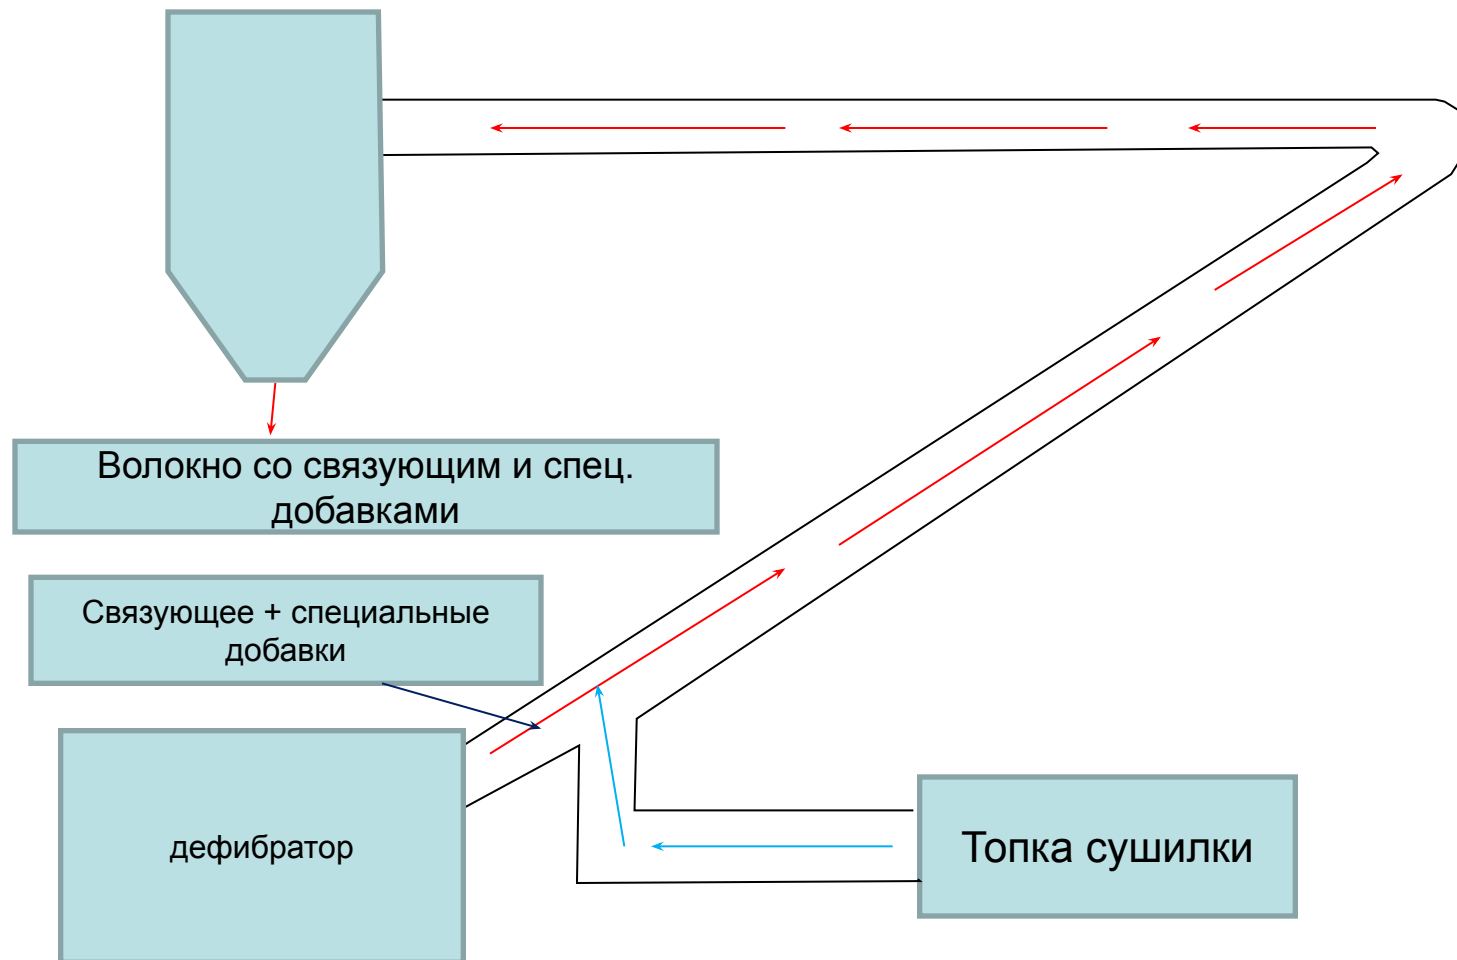 Волокно со связующим и спец.
добавками
Связующее + специальные
добавки
дефибратор
Топка сушилки